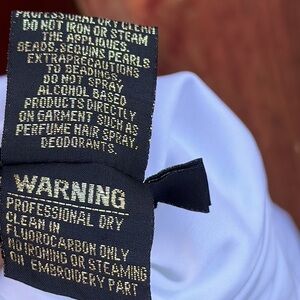 PROFESSIONAL DRY CLEAN
DO NOT IRON OR STEAM
THE APPLIQUES,
BEADS, SEQUINS PEARLS
EXTRAPRECAUTIONS
TO BEADINGS.
DO NOT SPRAY
ALCOHOL BASED
PRODUCTS DIRECTLY
ON GARMENT SUCH AS
PERFUME HAIR SPRAY,
DEODORANTS.
WARNING
PROFESSIONAL DRY
CLEAN IN
FLUOROCARBON ONLY
NO IRONING OR STEAMING
ON EMBROIDERY PART